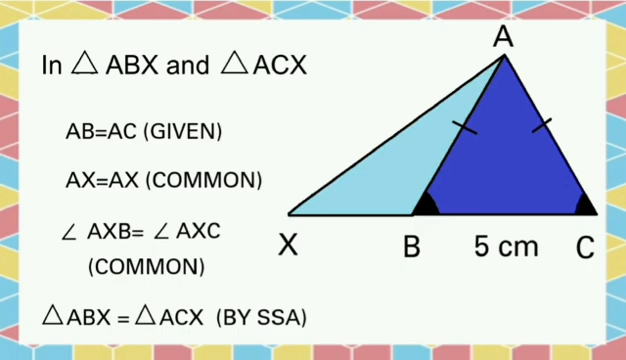 In △ ABX and △ ACX
AB=AC (GIVEN)
AX=AX (COMMON)
∠ AXB= ∠ AXC
(COMMON)
△ ABX = △ ACX (BY SSA)
A
X
B
5 cm
C